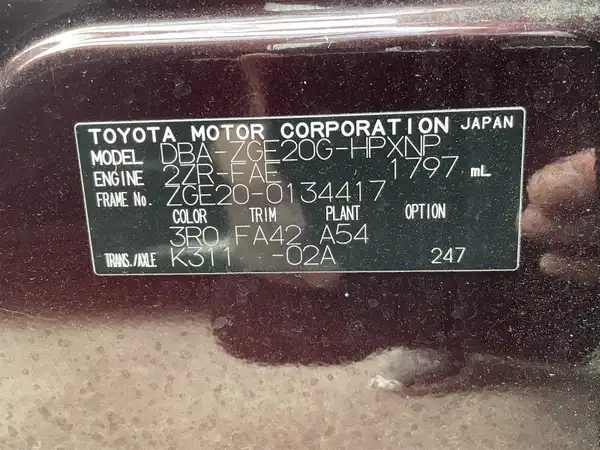 TOYOTA MOTOR CORPORATION JAPAN
MODEL DBA-ZGE20G-HPXNP
ENGINE 2ZR-FAE 1797 mL
FRAME No. ZGE20-0134417
COLOR TRIM PLANT OPTION
3R0 FA42 A54
TRANS./AXLE K311 -02A 247